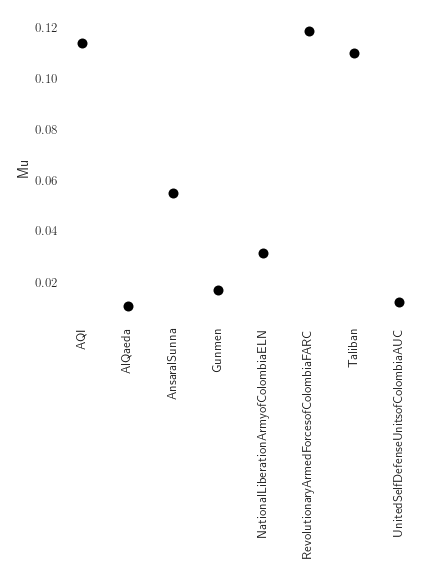 0.12
0.10
0.08
0.06
0.04
0.02
Mu
AQI
AlQaeda
AnsaralSunna
Gunmen
NationalLiberationArmyofColombiaELN
RevolutionaryArmedForcesofColombiaFARC
Taliban
UnitedSelfDefenseUnitsofColombiaAUC